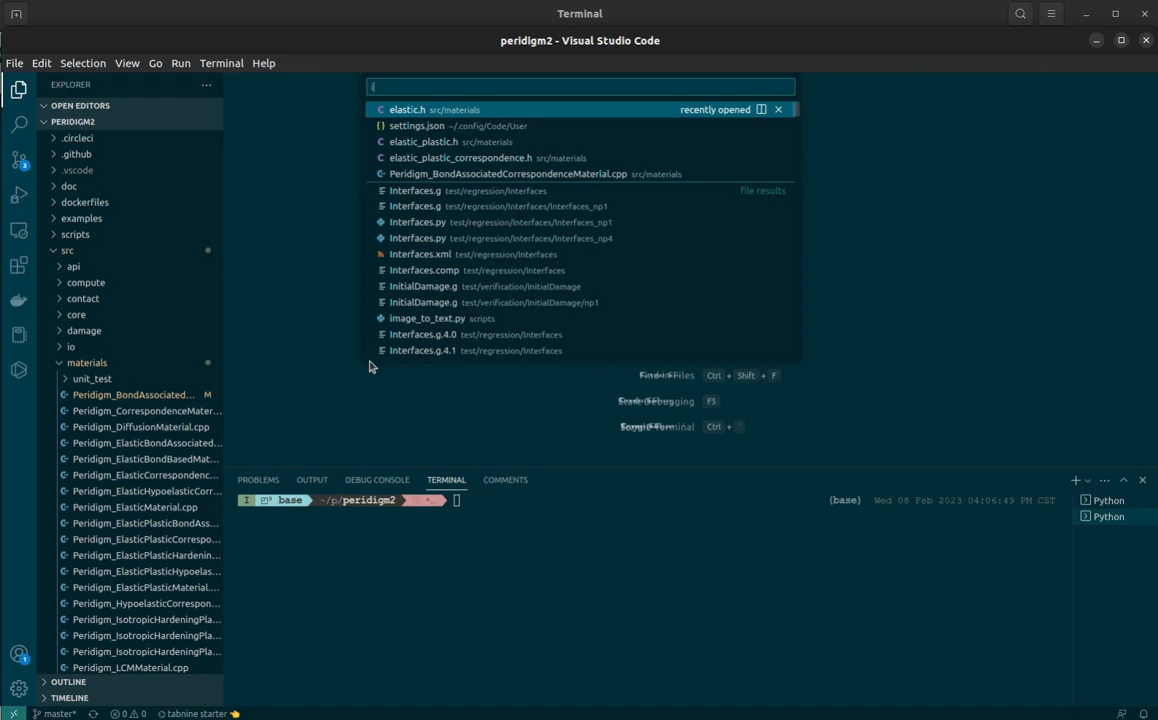 Terminal
peridigm2 - Visual Studio Code
File Edit Selection View Go Run Terminal Help
EXPLORER
OPEN EDITORS
PERIDIGM2
.circleci
.github
.vscode
doc
dockerfiles
examples
scripts
src
api
compute
contact
core
damage
io
materials
unit_test
Peridigm_BondAssociated... M
Peridigm_CorrespondenceMater...
Peridigm_DiffusionMaterial.cpp
Peridigm_ElasticBondAssociated...
Peridigm_ElasticBondBasedMat...
Peridigm_ElasticCorrespondenc...
Peridigm_ElasticHypoelasticCorr...
Peridigm_ElasticMaterial.cpp
Peridigm_ElasticPlasticBondAss...
Peridigm_ElasticPlasticCorrespo...
Peridigm_ElasticPlasticHardenin...
Peridigm_ElasticPlasticHypoelas...
Peridigm_ElasticPlasticMaterial....
Peridigm_HypoelasticCorrespon...
Peridigm_IsotropicHardeningPla...
Peridigm_IsotropicHardeningPla...
Peridigm_IsotropicHardeningPla...
Peridigm_LCMMaterial.cpp
OUTLINE
TIMELINE
i
elastic.h src/materials recently opened
settings.json ~/.config/Code/User
elastic_plastic.h src/materials
elastic_plastic_correspondence.h src/materials
Peridigm_BondAssociatedCorrespondenceMaterial.cpp src/materials
Interfaces.g test/regression/Interfaces file results
Interfaces.g test/regression/Interfaces/Interfaces_np1
Interfaces.py test/regression/Interfaces/Interfaces_np1
Interfaces.py test/regression/Interfaces/Interfaces_np4
Interfaces.xml test/regression/Interfaces
Interfaces.comp test/regression/Interfaces
InitialDamage.g test/verification/InitialDamage
InitialDamage.g test/verification/InitialDamage/np1
image_to_text.py scripts
Interfaces.g.4.0 test/regression/Interfaces
Interfaces.g.4.1 test/regression/Interfaces
Find in Files Ctrl + Shift + F
Start Debugging F5
Terminal Ctrl + `
PROBLEMS OUTPUT DEBUG CONSOLE TERMINAL COMMENTS
I base ~/p/peridigm2 (base) Wed 08 Feb 2023 04:06:49 PM CST
Python
Python
3
1
master* 0 0 tabnine starter